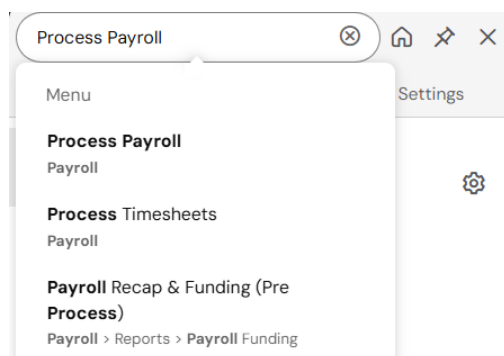 Process Payroll
Menu
Settings
Process Payroll
Payroll
Process Timesheets
Payroll
Payroll Recap & Funding (Pre
Process)
Payroll > Reports > Payroll Funding